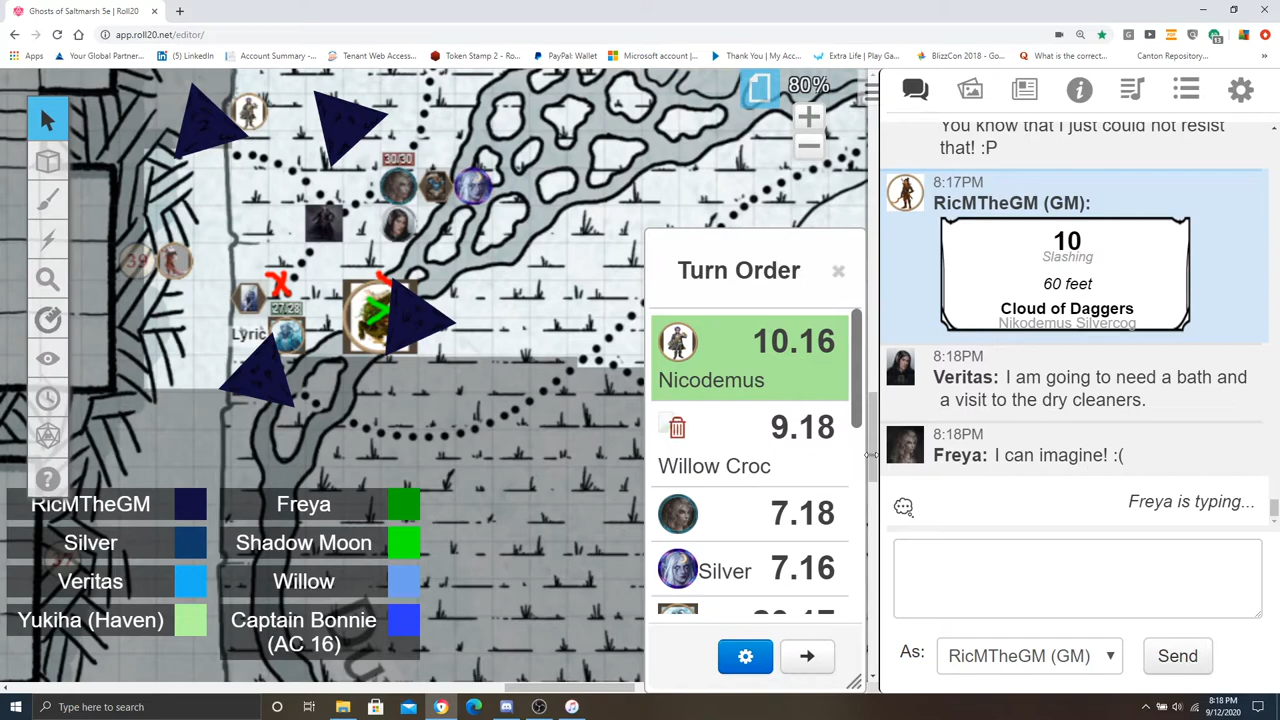 Ghosts of Saltmarsh 5e | Roll20
app.roll20.net/editor/
Apps
Your Global Partner...
(5) LinkedIn
Account Summary -...
Tenant Web Access...
Token Stamp 2 - Ro...
PayPal: Wallet
Microsoft account /...
Thank You | My Acc...
Extra Life | Play Ga...
BlizzCon 2018 - Go...
What is the correct...
Canton Repository
80%
30/30
39
27/28
Lyric
Turn Order
10.16
Nicodemus
9.18
Willow Croc
7.18
Silver
7.16
RicMTheGM
Freya
Silver
Shadow Moon
Veritas
Willow
Yukiha (Haven)
Captain Bonnie
(AC 16)
You know that I just could not resist
that! :P
8:17PM
RicMTheGM (GM):
10
Slashing
60 feet
Cloud of Daggers
Nikodemus Silvercog
8:18PM
Veritas: I am going to need a bath and
a visit to the dry cleaners.
8:18PM
Freya: I can imagine! :(
Freya is typing...
As:
RicMTheGM (GM)
Send
Type here to search
8:18 PM
9/12/2020